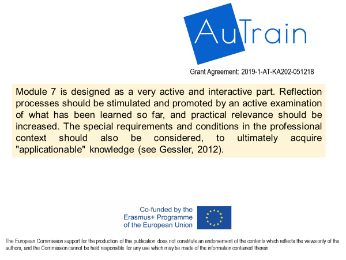 AuTrain
Grant Agreement: 2019-1-AT-KA202-051218
Module 7 is designed as a very active and interactive part. Reflection
processes should be stimulated and promoted by an active examination
of what has been learned so far, and practical relevance should be
increased. The special requirements and conditions in the professional
context should also be considered, to ultimately acquire
"applicationable" knowledge (see Gessler, 2012).
Co-funded by the
Erasmus+ Programme
of the European Union
The European Commission support for the production of this publication does not constitute an endorsement of the contents which reflects the views only of the
authors, and the Commission cannot be held responsible for any use which may be made of the information contained therein